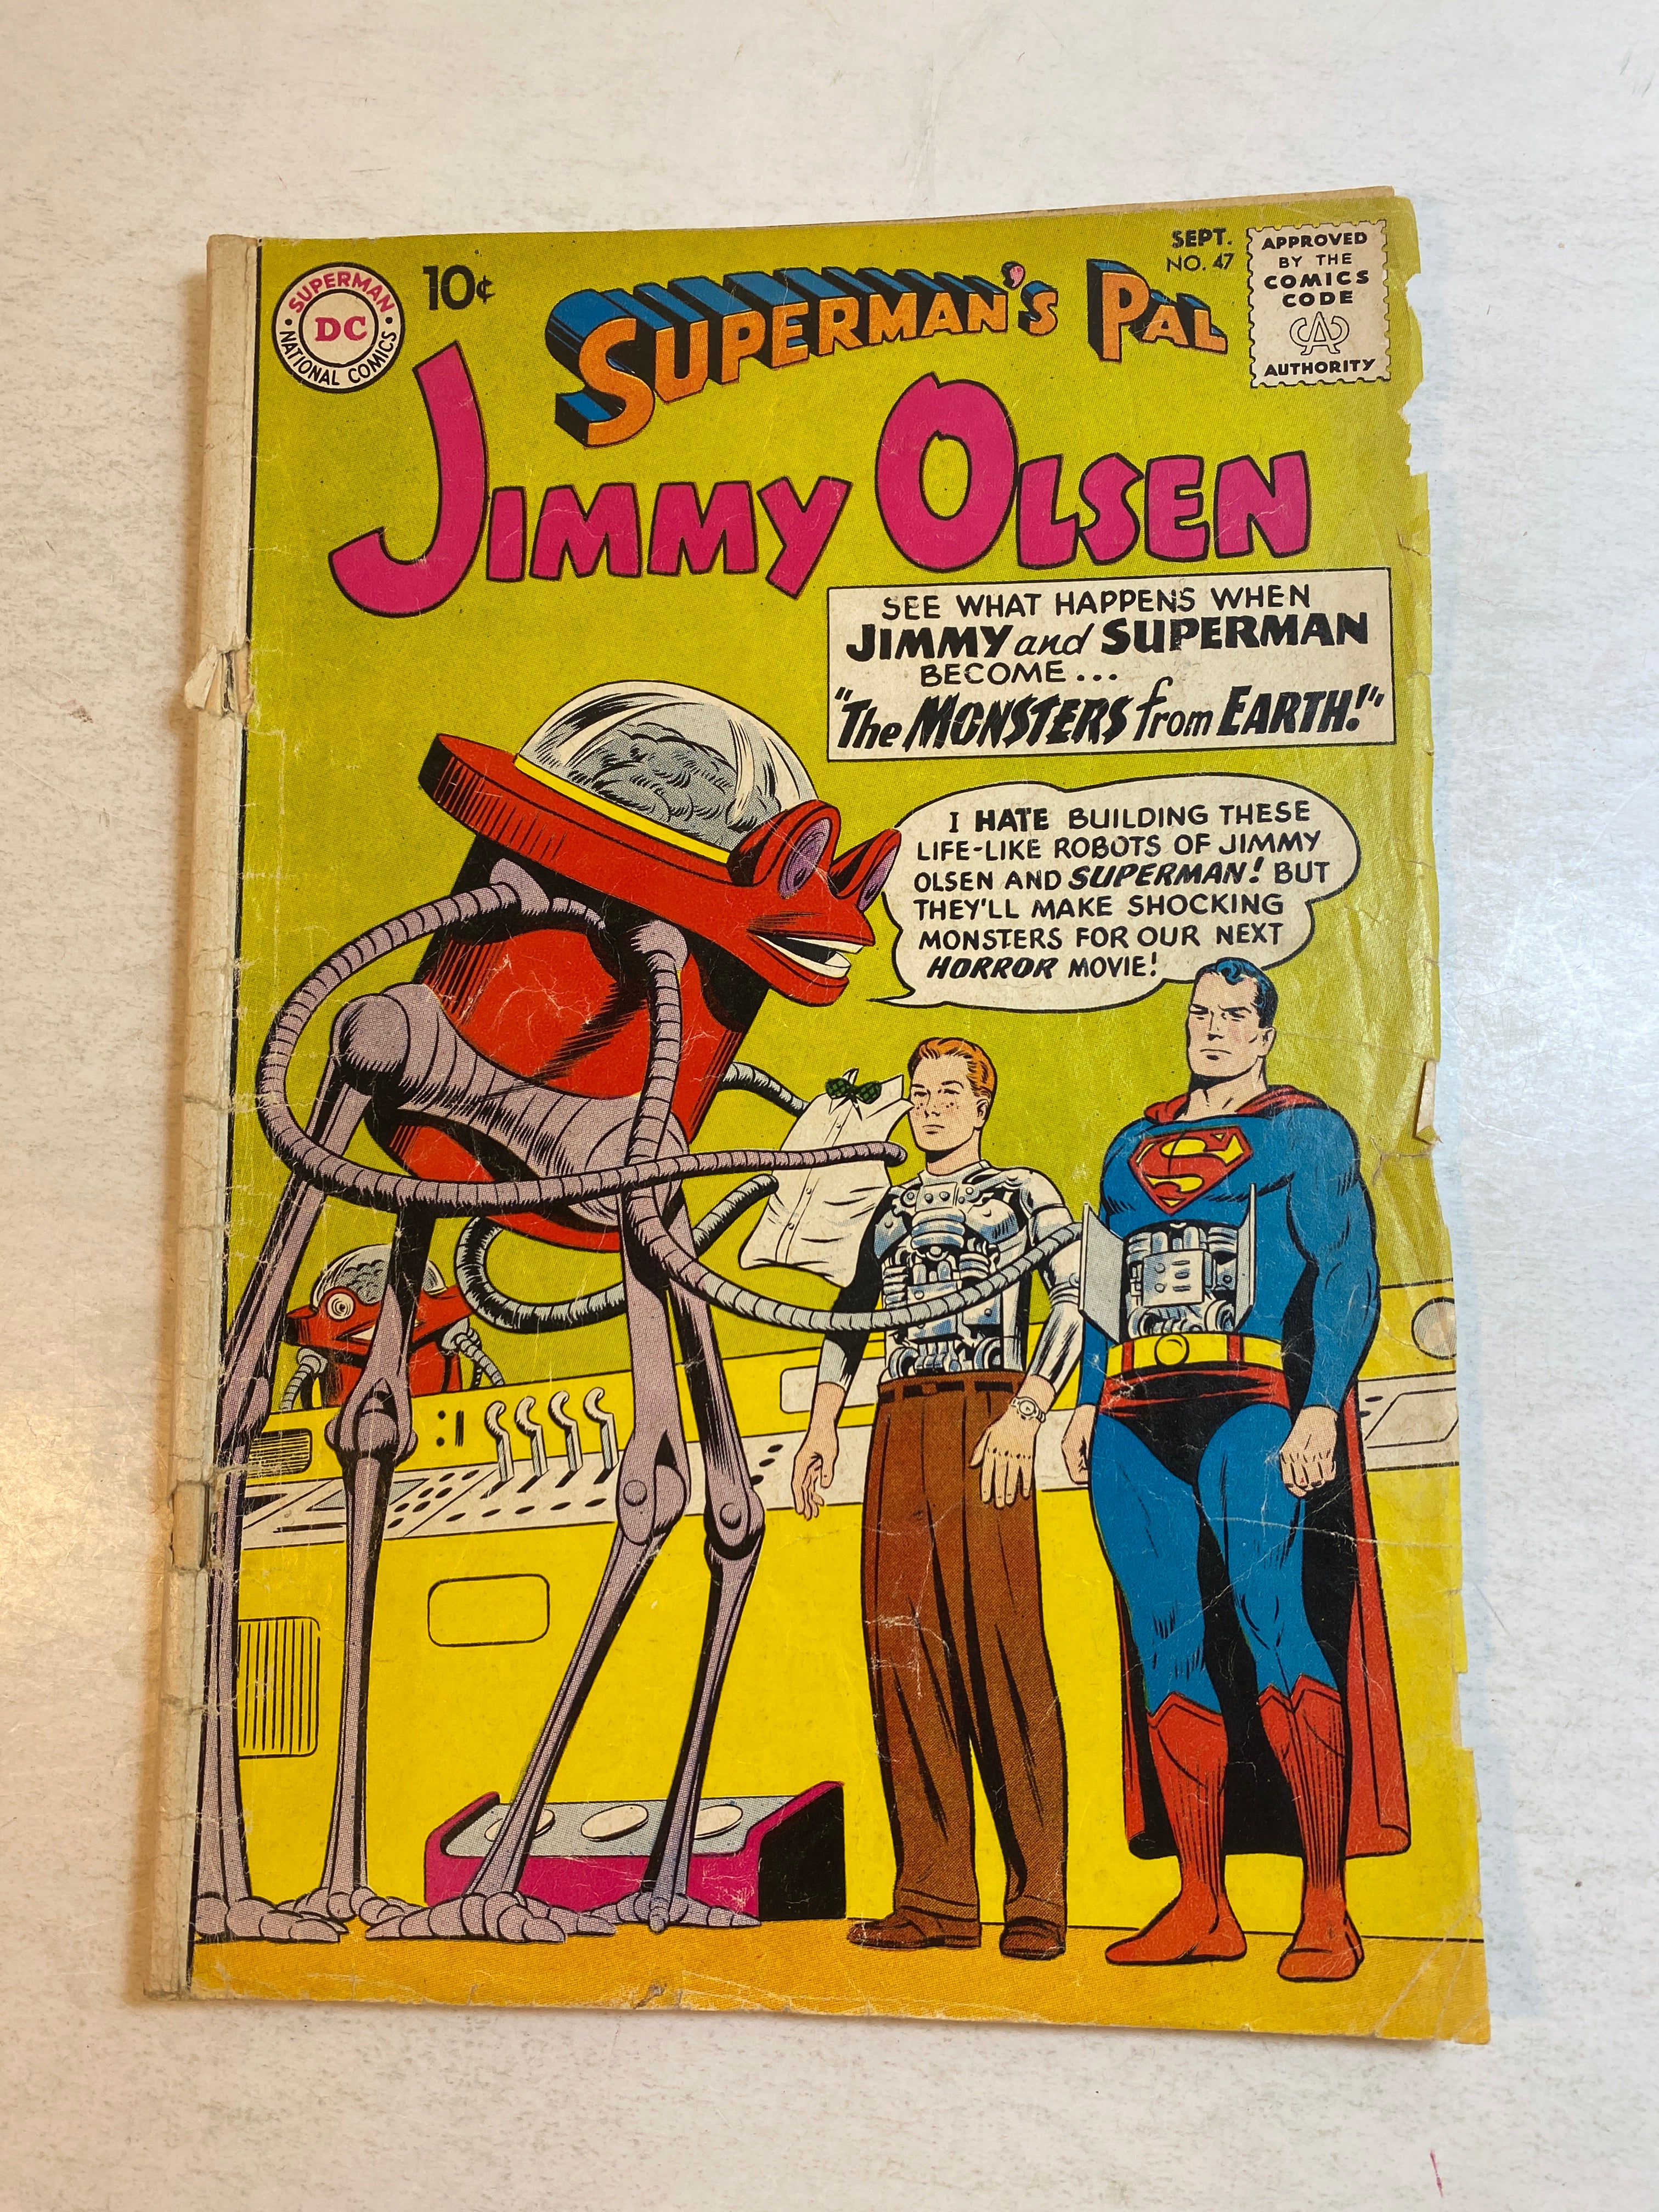 SUPERMAN
DC
NATIONAL COMICS
10¢
SUPERMAN'S PAL
JIMMY OLSEN
SEPT.
NO. 47
APPROVED
BY THE
COMICS
CODE
CA
AUTHORITY
SEE WHAT HAPPENS WHEN
JIMMY and SUPERMAN
BECOME...
"The MONSTERS from EARTH!"
I HATE BUILDING THESE
LIFE-LIKE ROBOTS OF JIMMY
OLSEN AND SUPERMAN! BUT
THEY'LL MAKE SHOCKING
MONSTERS FOR OUR NEXT
HORROR MOVIE!
S